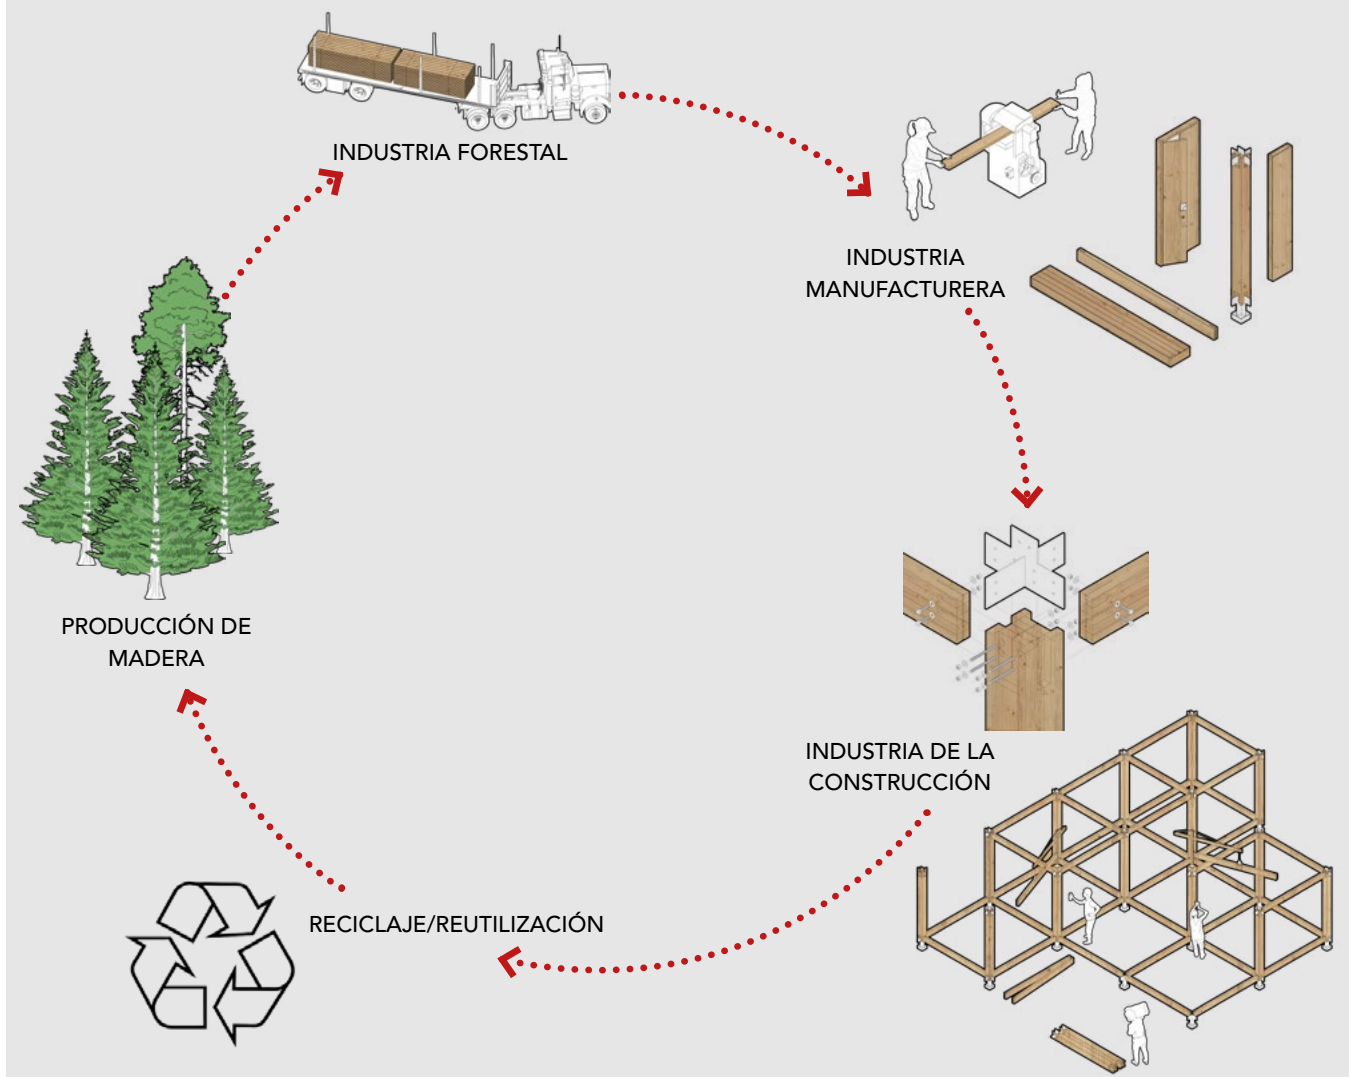 INDUSTRIA FORESTAL
INDUSTRIA
MANUFACTURERA
PRODUCCIÓN DE
MADERA
INDUSTRIA DE LA
CONSTRUCCIÓN
RECICLAJE/REUTILIZACIÓN